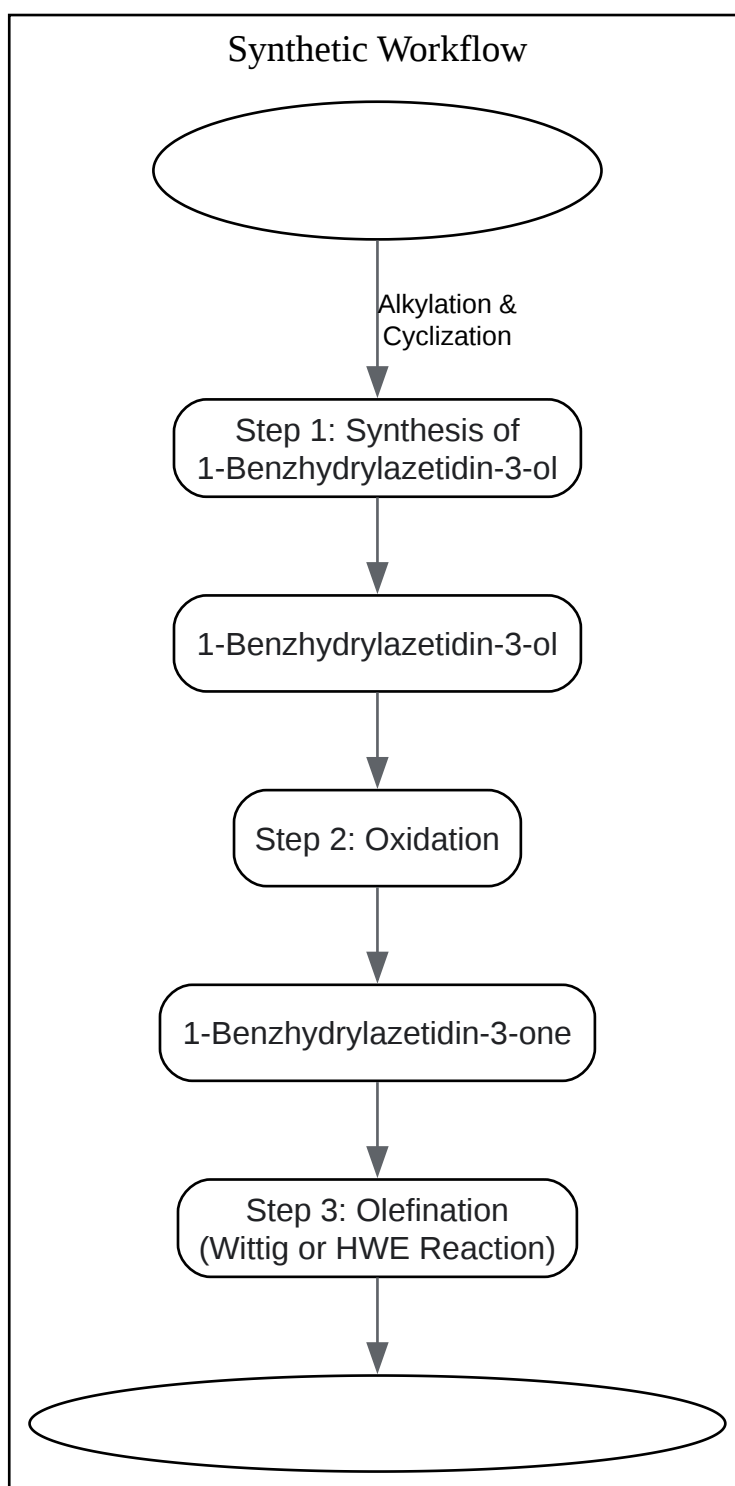 Synthetic Workflow
Alkylation &
Cyclization
Step 1: Synthesis of
1-Benzhydrylazetidin-3-ol
1-Benzhydrylazetidin-3-ol
Step 2: Oxidation
1-Benzhydrylazetidin-3-one
Step 3: Olefination
(Wittig or HWE Reaction)